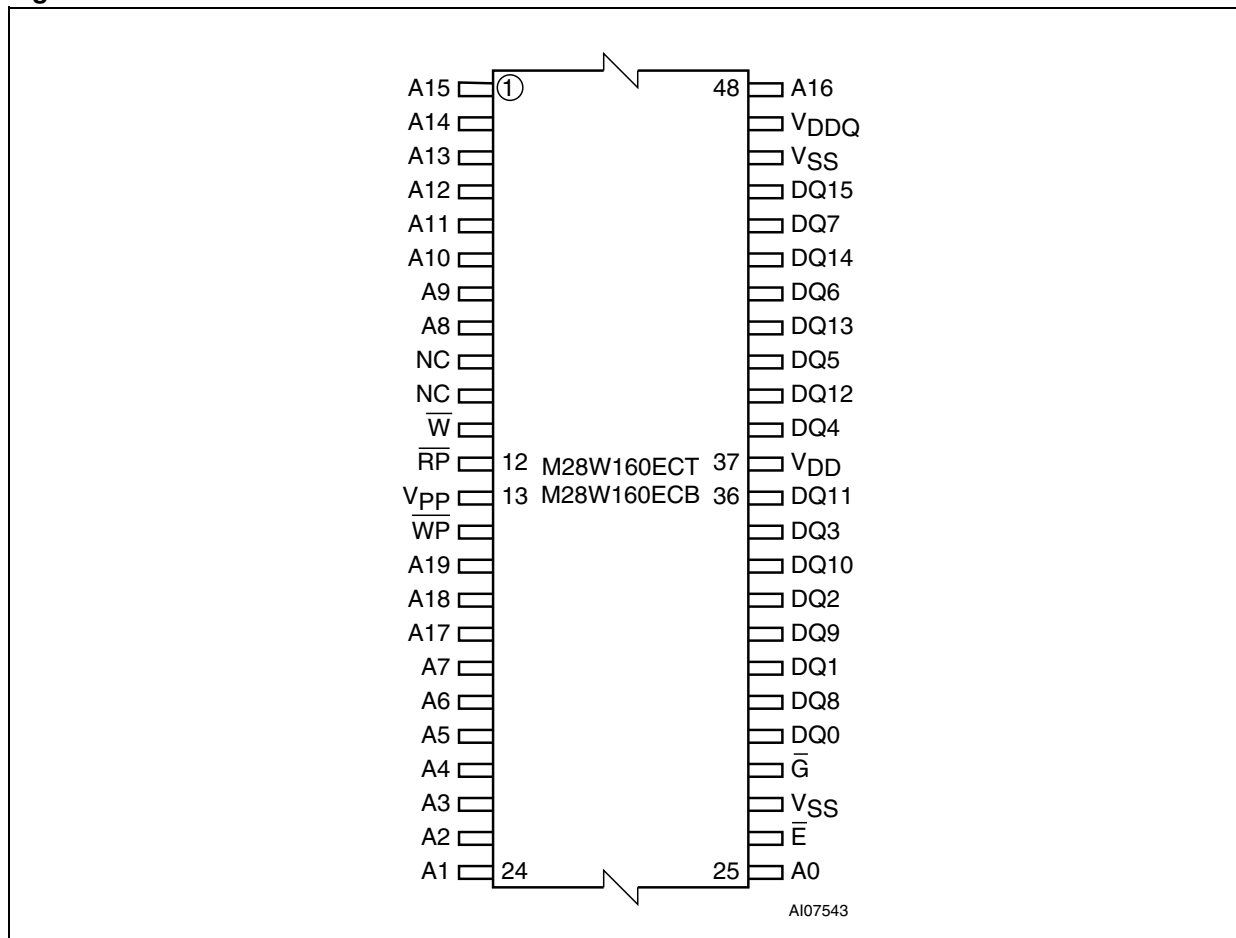 A15 1 48 A16
A14 VDDQ
A13 VSS
A12 DQ15
A11 DQ7
A10 DQ14
A9 DQ6
A8 DQ13
NC DQ5
NC DQ12
W̅ DQ4
R̅P̅ 12 M28W160ECT 37 VDD
VPP 13 M28W160ECB 36 DQ11
W̅P̅ DQ3
A19 DQ10
A18 DQ2
A17 DQ9
A7 DQ1
A6 DQ8
A5 DQ0
A4 G̅
A3 VSS
A2 E̅
A1 24 25 A0
AI07543